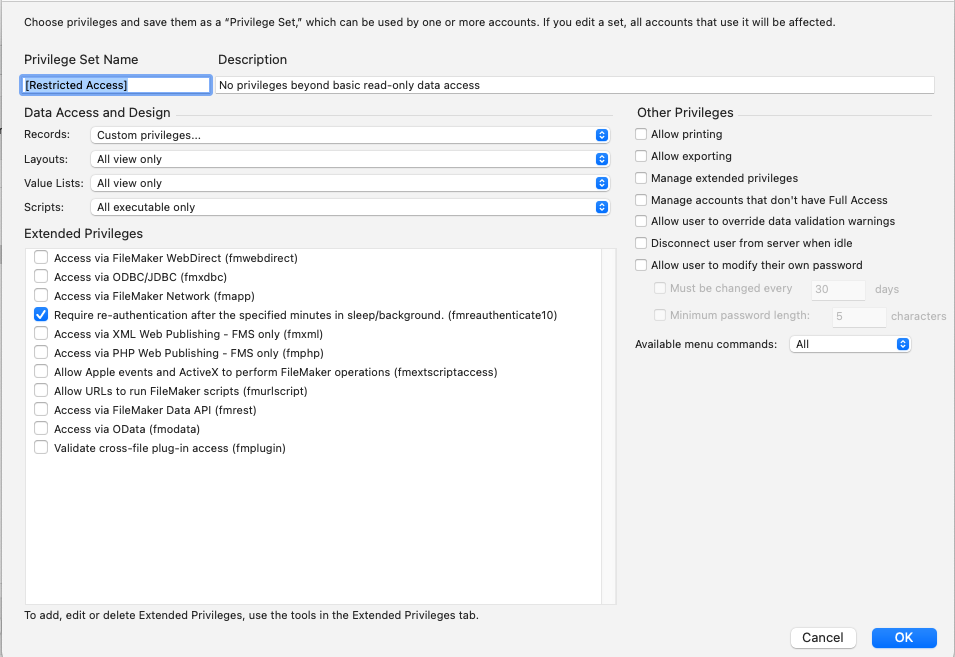 Choose privileges and save them as a “Privilege Set,” which can be used by one or more accounts. If you edit a set, all accounts that use it will be affected.
Privilege Set Name
Description
[Restricted Access]
No privileges beyond basic read-only data access
Data Access and Design
Records: Custom privileges...
Layouts: All view only
Value Lists: All view only
Scripts: All executable only
Extended Privileges
Access via FileMaker WebDirect (fmwebdirect)
Access via ODBC/JDBC (fmxdbc)
Access via FileMaker Network (fmapp)
Require re-authentication after the specified minutes in sleep/background. (fmreauthenticate10)
Access via XML Web Publishing - FMS only (fmxml)
Access via PHP Web Publishing - FMS only (fmphp)
Allow Apple events and ActiveX to perform FileMaker operations (fmextscriptaccess)
Allow URLs to run FileMaker scripts (fmurlscript)
Access via FileMaker Data API (fmrest)
Access via OData (fmodata)
Validate cross-file plug-in access (fmplugin)
To add, edit or delete Extended Privileges, use the tools in the Extended Privileges tab.
Other Privileges
Allow printing
Allow exporting
Manage extended privileges
Manage accounts that don't have Full Access
Allow user to override data validation warnings
Disconnect user from server when idle
Allow user to modify their own password
Must be changed every 30 days
Minimum password length: 5 characters
Available menu commands: All
Cancel
OK